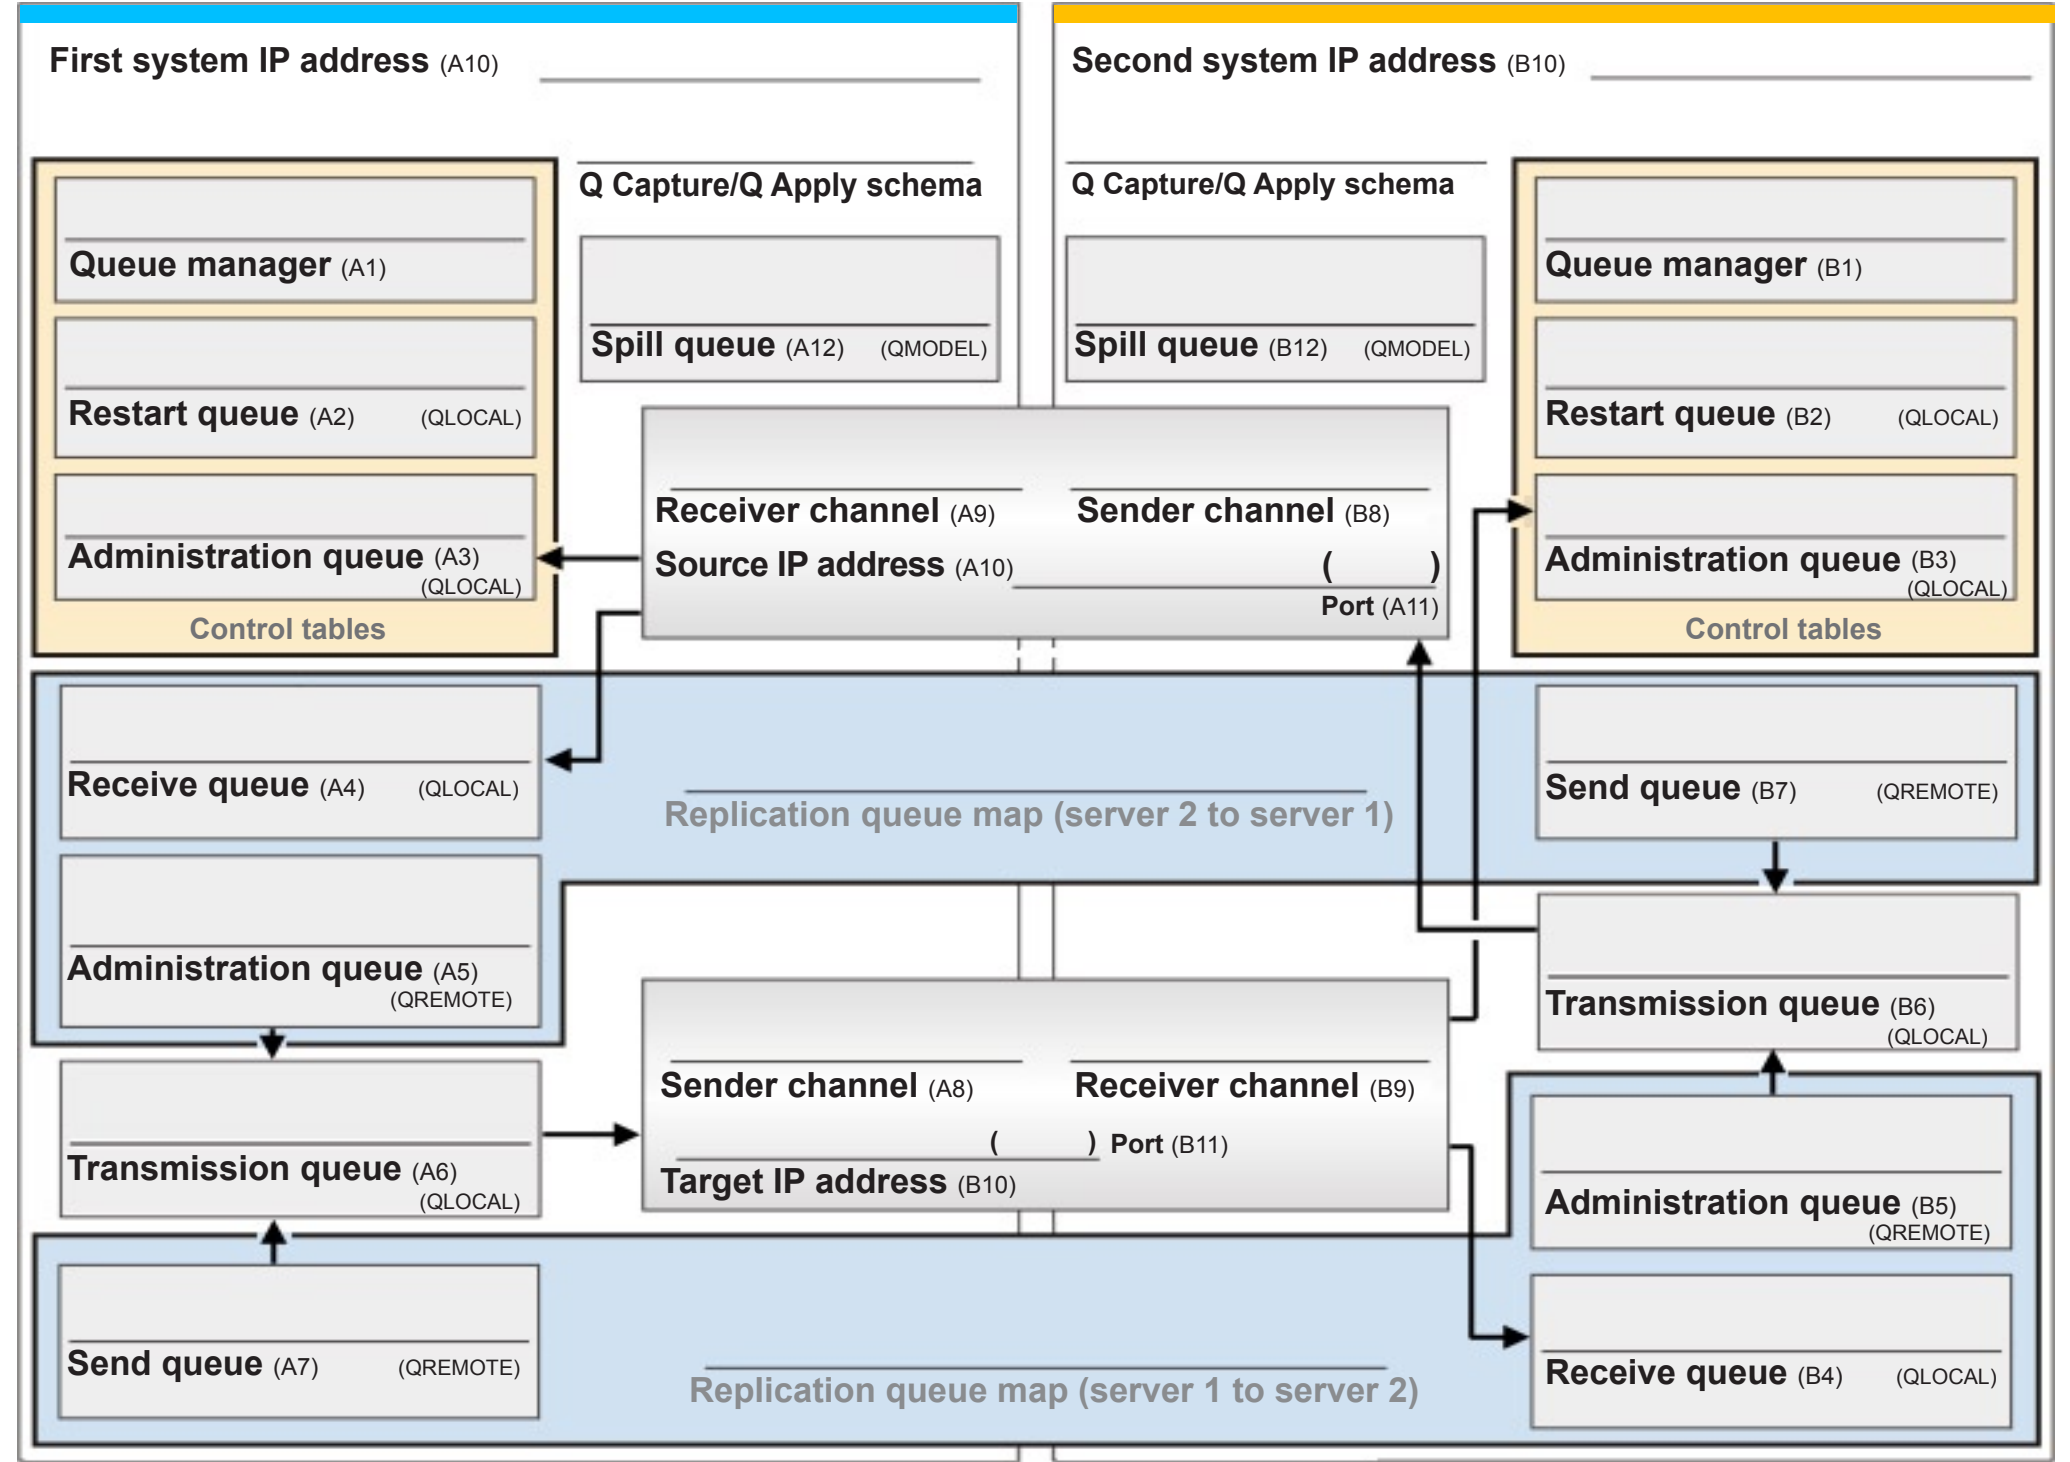 First system IP address (A10)
Second system IP address (B10)
Q Capture/Q Apply schema
Q Capture/Q Apply schema
Queue manager (A1)
Queue manager (B1)
Spill queue (A12) (QMODEL)
Spill queue (B12) (QMODEL)
Restart queue (A2) (QLOCAL)
Restart queue (B2) (QLOCAL)
Receiver channel (A9)
Sender channel (B8)
Administration queue (A3)
(QLOCAL)
Source IP address (A10) ( )
Port (A11)
Administration queue (B3)
(QLOCAL)
Control tables
Control tables
Receive queue (A4) (QLOCAL)
Replication queue map (server 2 to server 1)
Send queue (B7) (QREMOTE)
Administration queue (A5)
(QREMOTE)
Transmission queue (B6)
(QLOCAL)
Sender channel (A8)
Receiver channel (B9)
( ) Port (B11)
Target IP address (B10)
Transmission queue (A6)
(QLOCAL)
Administration queue (B5)
(QREMOTE)
Send queue (A7) (QREMOTE)
Replication queue map (server 1 to server 2)
Receive queue (B4) (QLOCAL)